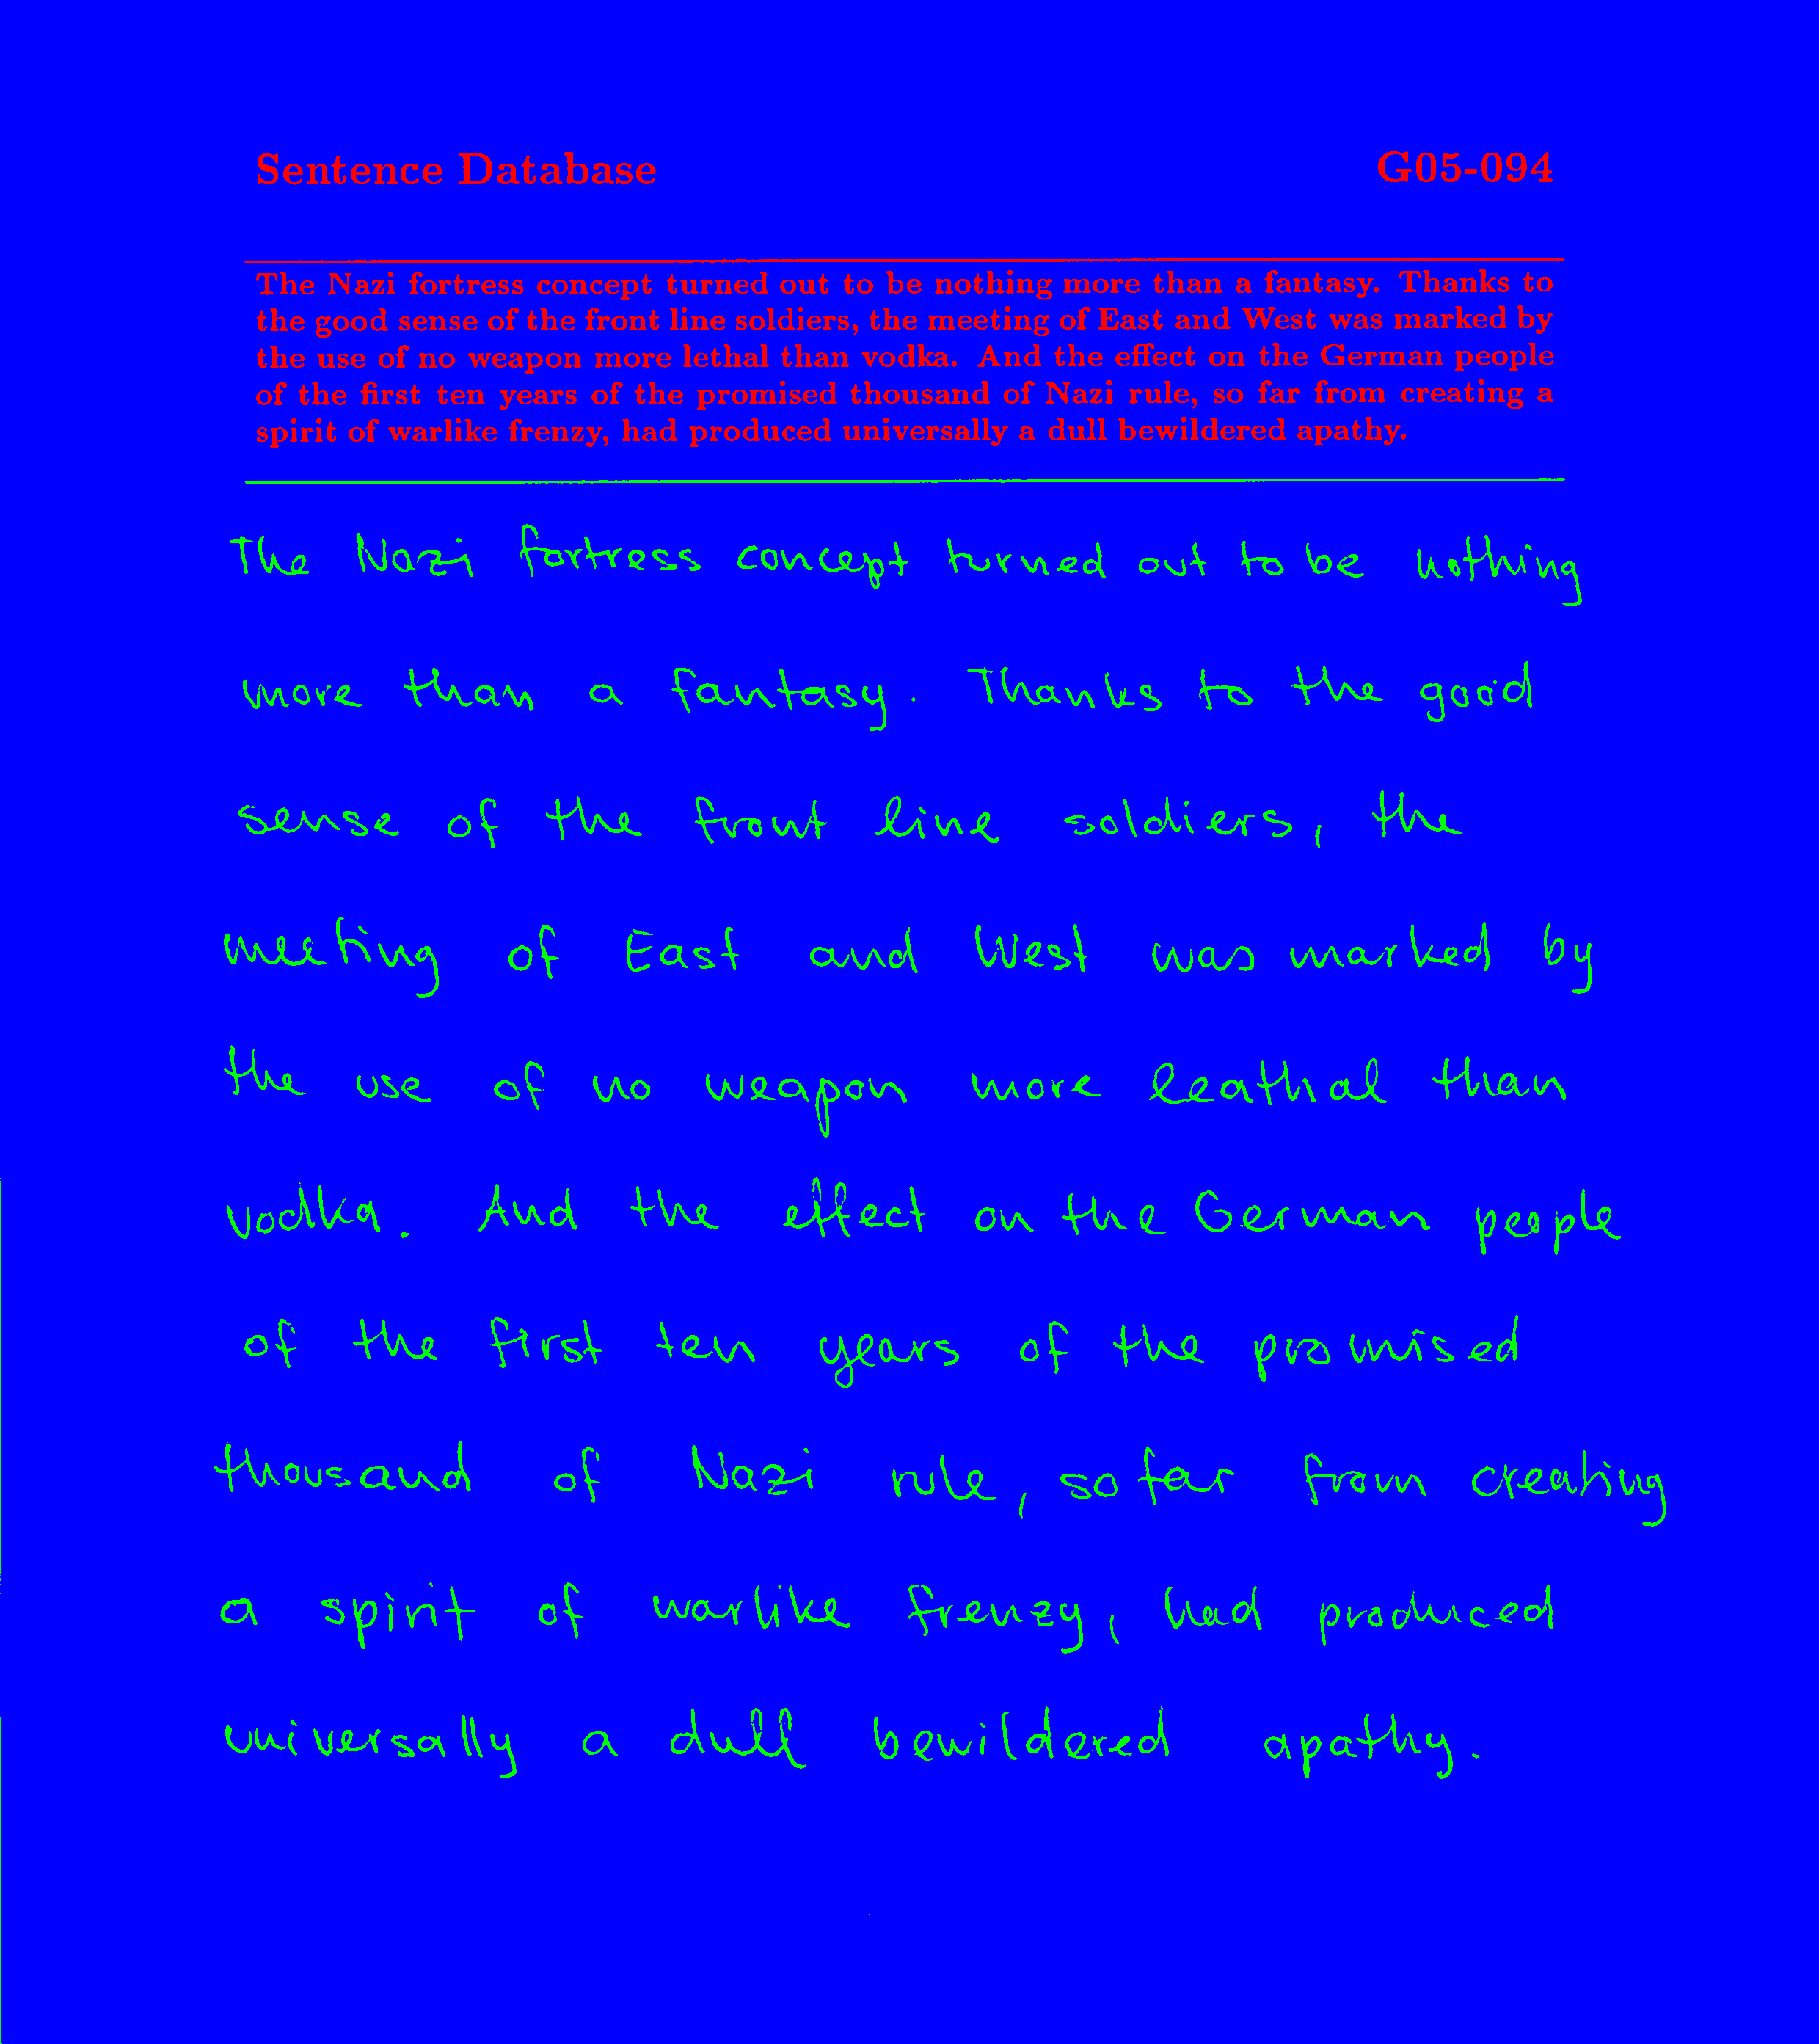 Sentence Database G05-094
The Nazi fortress concept turned out to be nothing more than a fantasy. Thanks to
the good sense of the front line soldiers, the meeting of East and West was marked by
the use of no weapon more lethal than vodka. And the effect on the German people
of the first ten years of the promised thousand of Nazi rule, so far from creating a
spirit of warlike frenzy, had produced universally a dull bewildered apathy.
The Nazi fortress concept turned out to be nothing
more than a fantasy. Thanks to the good
sense of the front line soldiers, the
meeting of East and West was marked by
the use of no weapon more leathal than
vodka. And the effect on the German people
of the first ten years of the promised
thousand of Nazi rule, so far from creating
a spirit of warlike frenzy, had produced
universally a dull bewildered apathy.